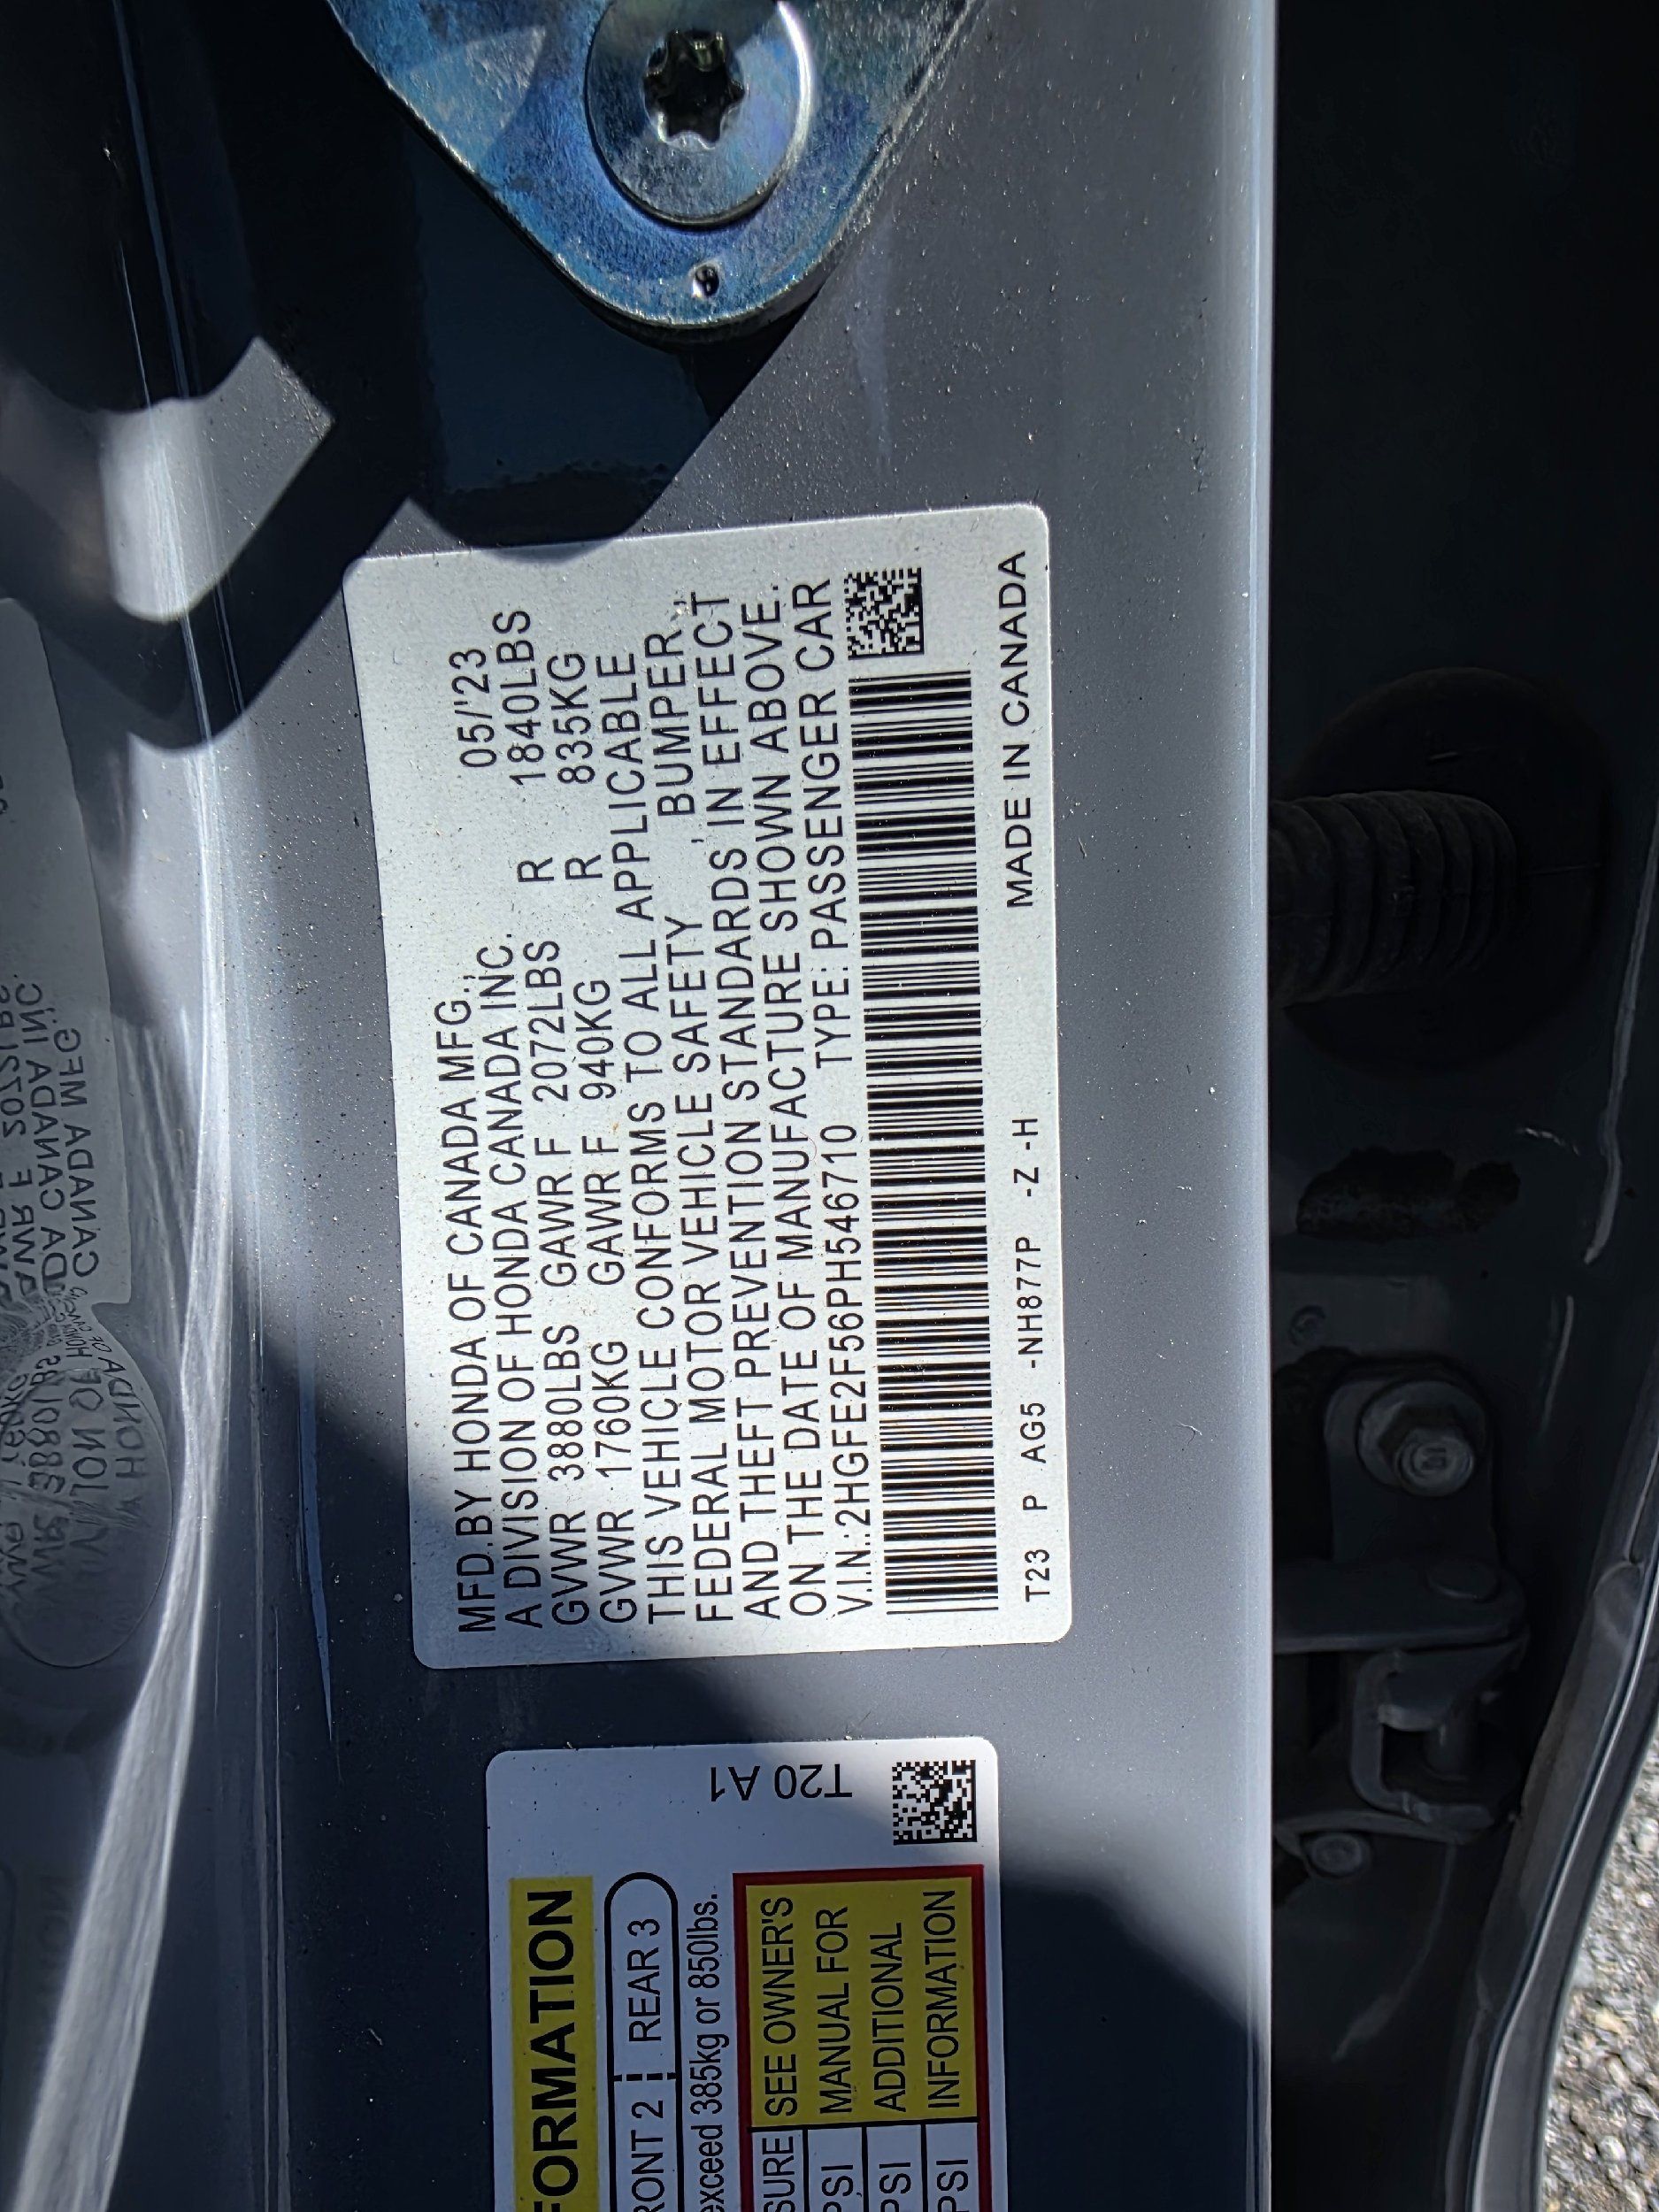 MFD.BY HONDA OF CANADA MFG.,
A DIVISION OF HONDA CANADA INC. 05/'23
GVWR 3880LBS GAWR F 2072LBS R 1840LBS
GVWR 1760KG GAWR F 940KG R 835KG
THIS VEHICLE CONFORMS TO ALL APPLICABLE
FEDERAL MOTOR VEHICLE SAFETY , BUMPER ,
AND THEFT PREVENTION STANDARDS IN EFFECT
ON THE DATE OF MANUFACTURE SHOWN ABOVE.
V.I.N.:2HGFE2F56PH546710 TYPE: PASSENGER CAR
T23 P AG5 -NH877P -Z -H MADE IN CANADA
T20 A1
FORMATION
RONT 2 REAR 3
exceed 385kg or 850lbs.
SURE SEE OWNER'S
PSI MANUAL FOR
PSI ADDITIONAL
PSI INFORMATION
8